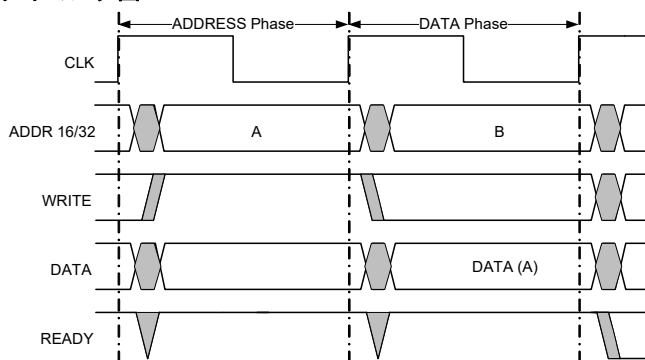 ADDRESS Phase DATA Phase
CLK
ADDR 16/32 A B
WRITE
DATA DATA (A)
READY